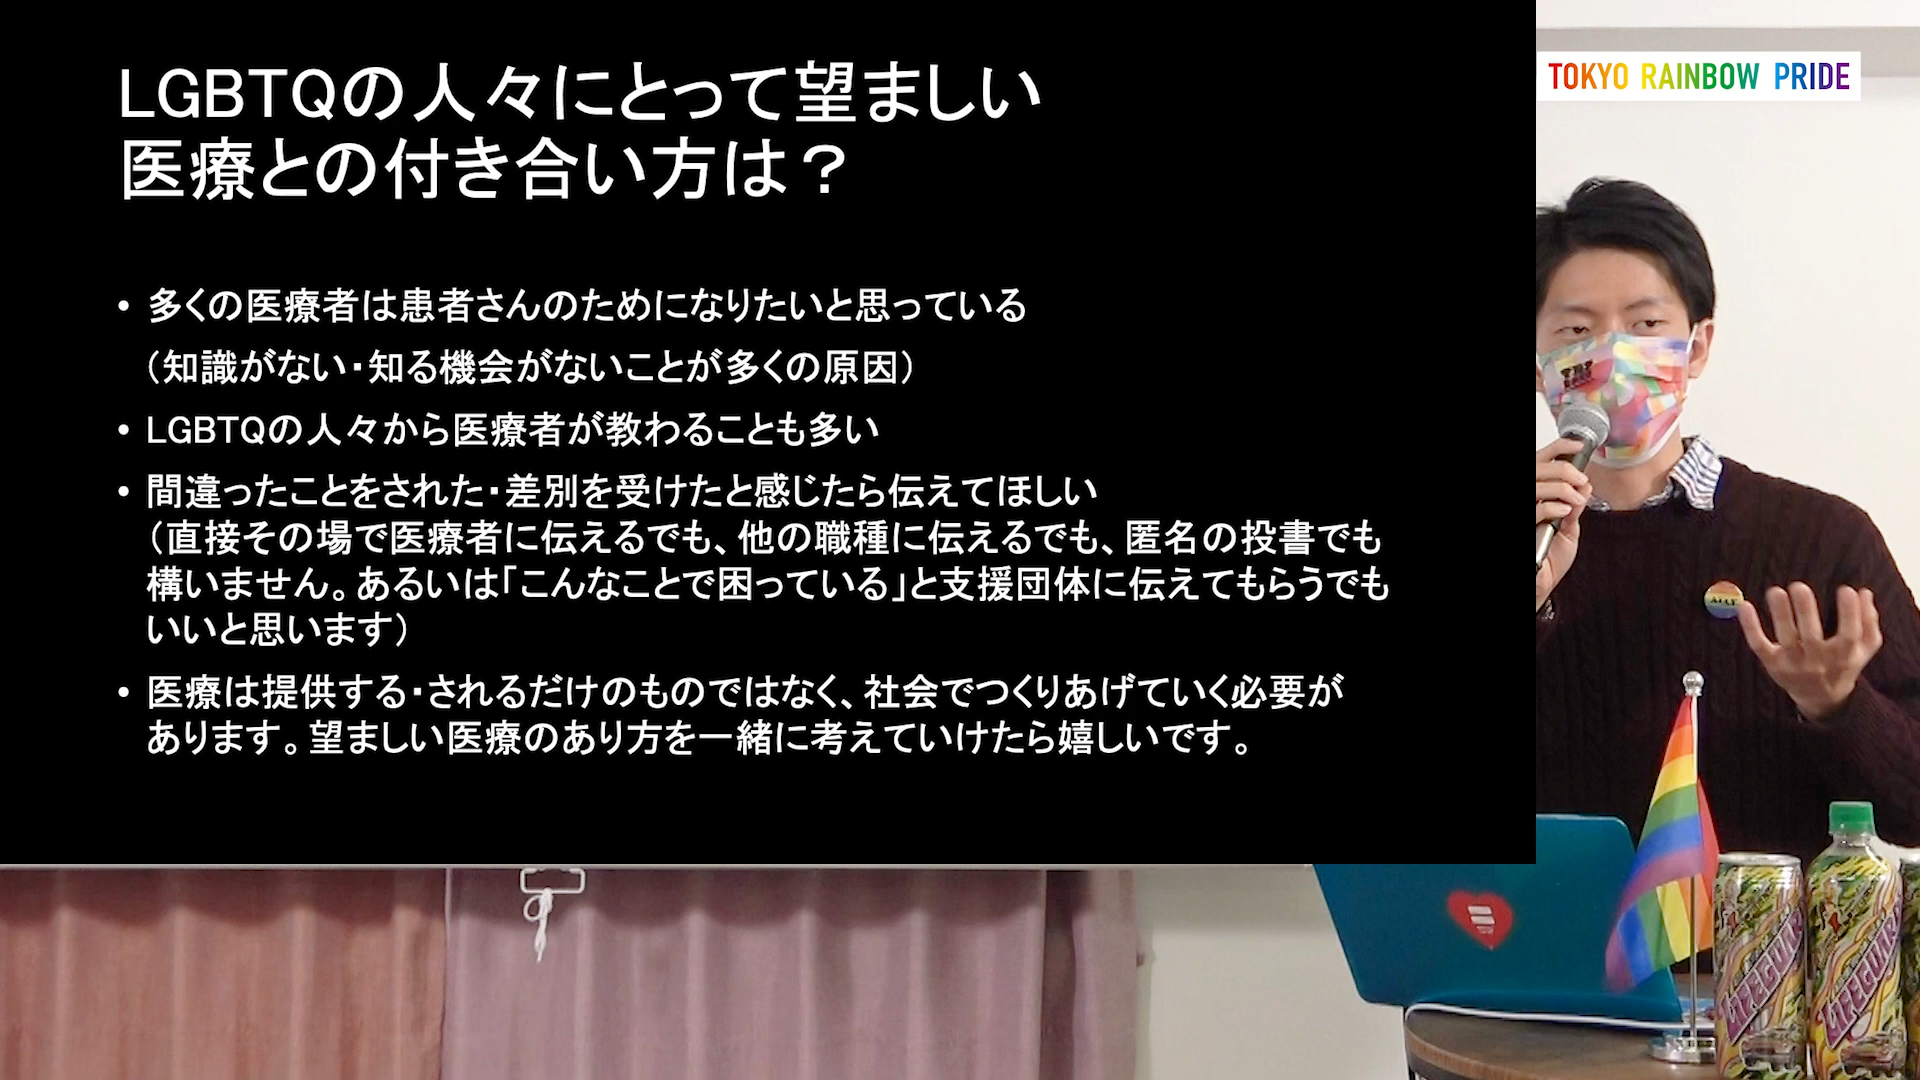 LGBTQの人々にとって望ましい
医療との付き合い方は？
• 多くの医療者は患者さんのためになりたいと思っている
（知識がない・知る機会がないことが多くの原因）
• LGBTQの人々から医療者が教わることも多い
• 間違ったことをされた・差別を受けたと感じたら伝えてほしい
（直接その場で医療者に伝えるでも、他の職種に伝えるでも、匿名の投書でも
構いません。あるいは「こんなことで困っている」と支援団体に伝えてもらうでも
いいと思います）
• 医療は提供する・されるだけのものではなく、社会でつくりあげていく必要が
あります。望ましい医療のあり方を一緒に考えていけたら嬉しいです。
TOKYO RAINBOW PRIDE
ALLY
LIFEGUARD
LIFEGUARD